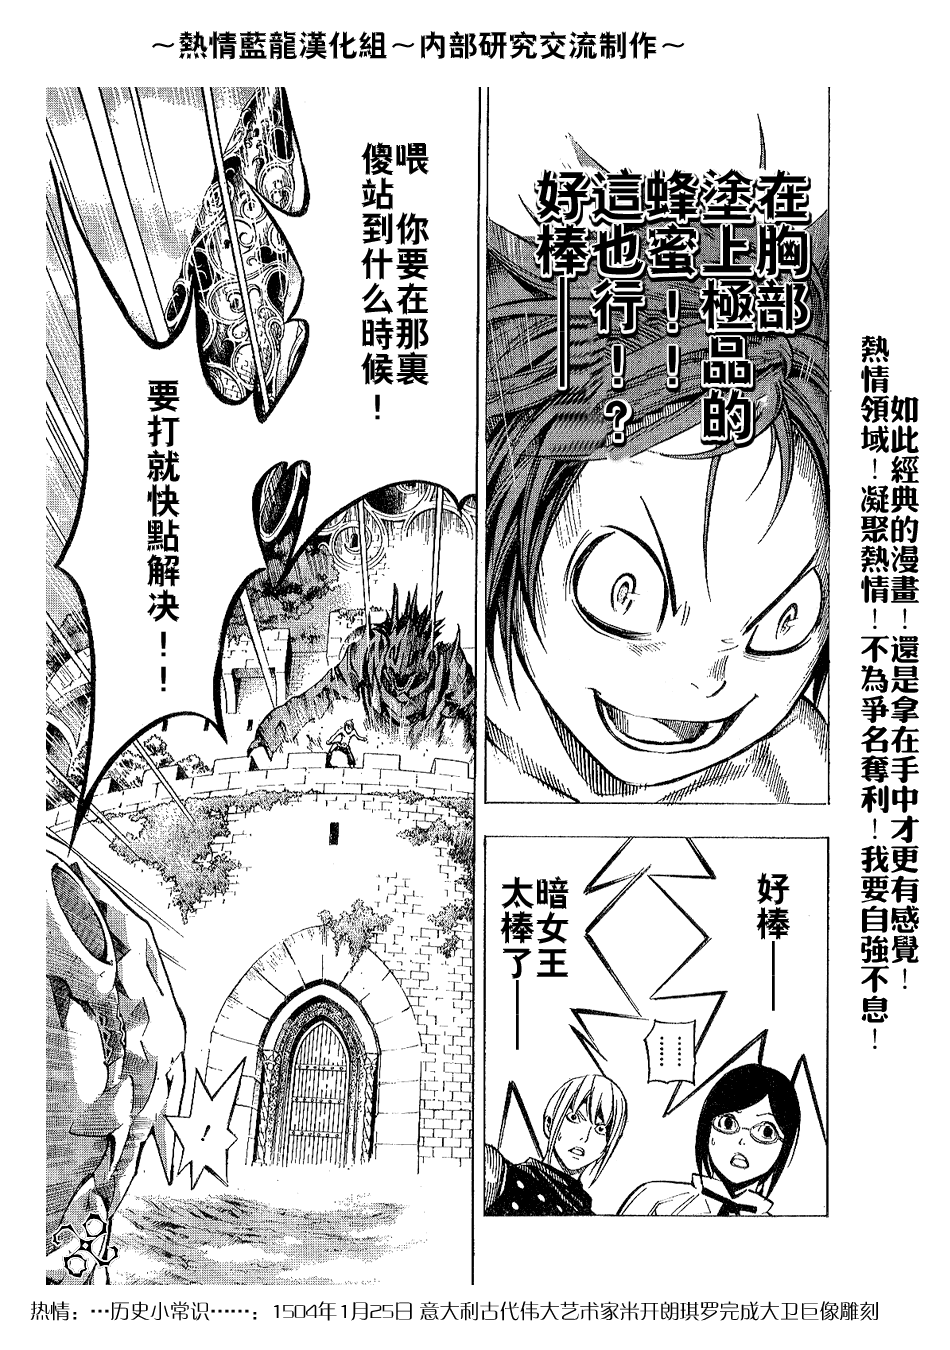 ～熱情藍龍漢化組～内部研究交流制作～
在胸部
塗上極品的
蜂蜜！！
這也行！？
好棒——
好棒——
……
……
暗女王
太棒了——
喂 你要在那裏
傻站到什么時候！
要打就快點解决！！
！
如此經典的漫畫！還是拿在手中才更有感覺！
熱情領域！凝聚熱情！不為爭名奪利！我要自強不息！
热情：…历史小常识……：1504年1月25日 意大利古代伟大艺术家米开朗琪罗完成大卫巨像雕刻